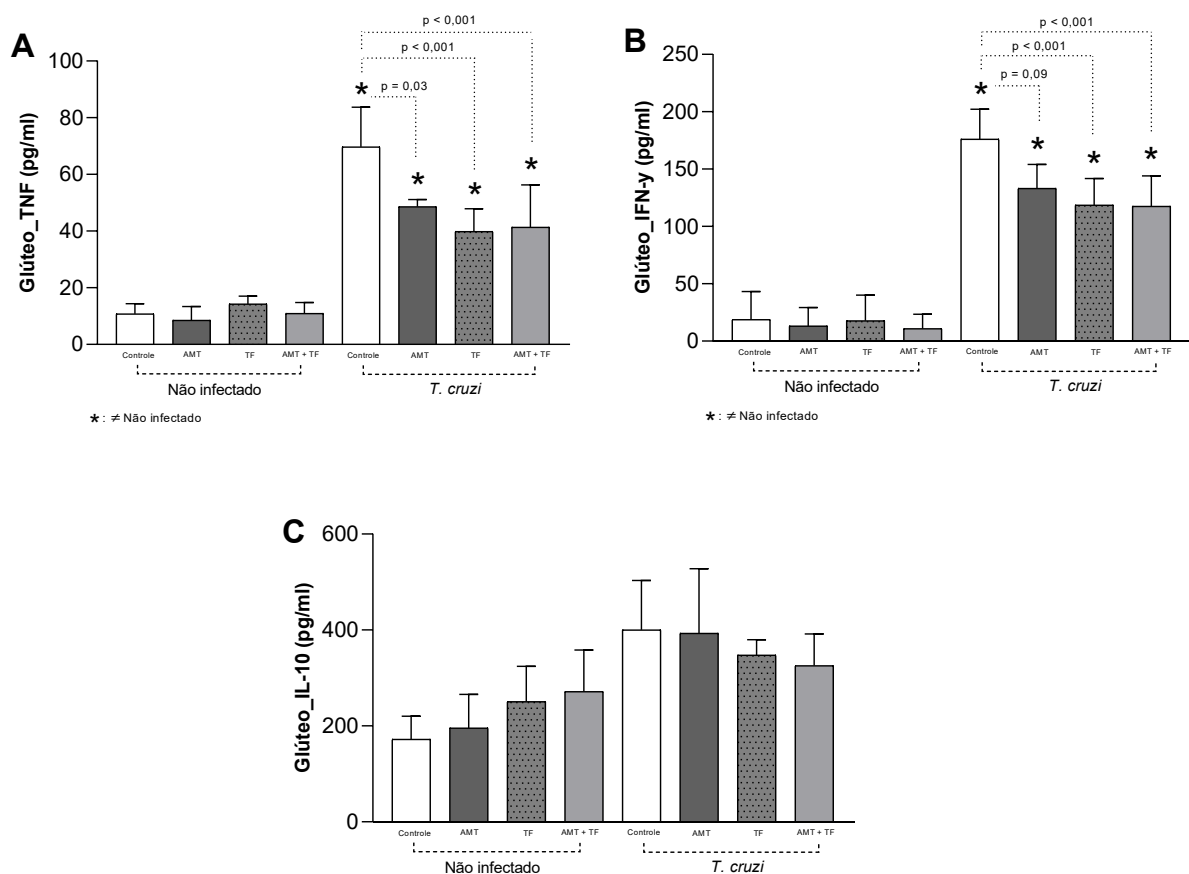 A
Glúteo_TNF (pg/ml)
100
80
60
40
20
0
p < 0,001
p < 0,001
p = 0,03
*
*
*
*
Controle AMT TF AMT + TF Controle AMT TF AMT + TF
Não infectado T. cruzi
* : ≠ Não infectado
B
Glúteo_IFN-y (pg/ml)
250
200
150
100
50
0
p < 0,001
p < 0,001
p = 0,09
*
*
*
*
Controle AMT TF AMT + TF Controle AMT TF AMT + TF
Não infectado T. cruzi
* : ≠ Não infectado
C
Glúteo_IL-10 (pg/ml)
600
400
200
0
Controle AMT TF AMT + TF Controle AMT TF AMT + TF
Não infectado T. cruzi